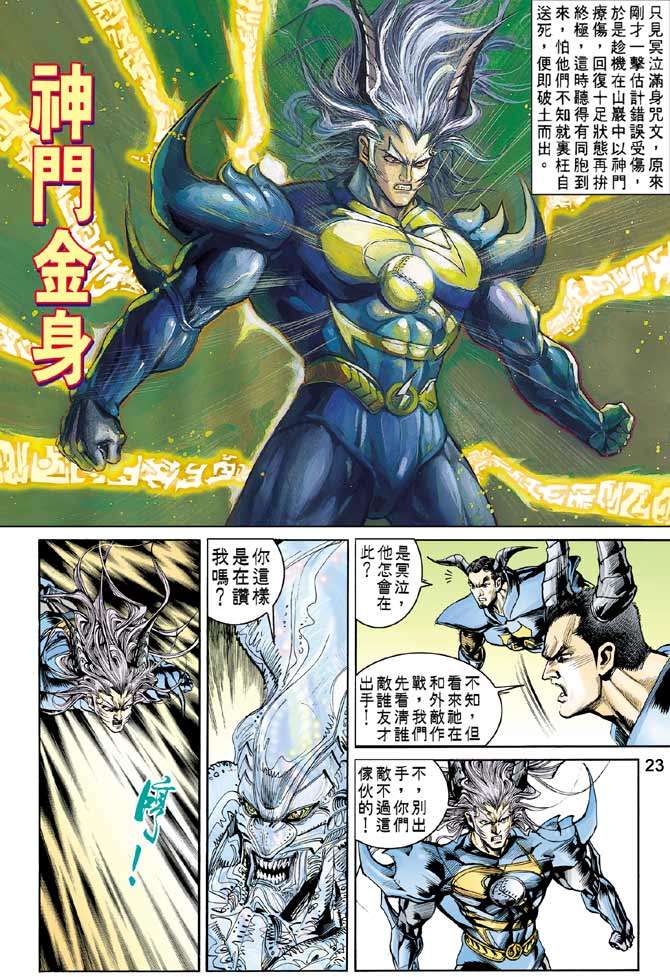 只見冥泣滿身咒文，原來
剛才一擊估計錯誤受傷，
於是趁機在山巖中以神門
療傷，回復十足狀態再拚
終極，這時聽得有同胞到
來，怕他們不知就裏枉自
送死，便即破土而出。
神門金身
是冥泣，
他怎會在
此？
不知，但
看來祂在
和外敵作
戰，我們
先看清誰
敵誰友才
出手！
你這樣
是在讚
我嗎？
哼！
23
不，別出
手，你們
敵不過這
傢伙的！